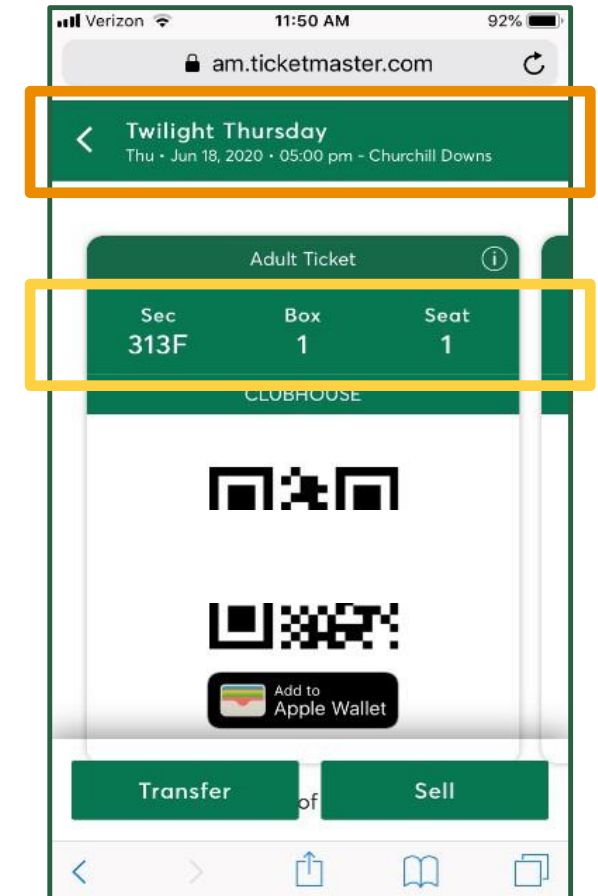 Verizon 11:50 AM 92%
am.ticketmaster.com
Twilight Thursday
Thu • Jun 18, 2020 • 05:00 pm - Churchill Downs
Adult Ticket
Sec Box Seat
313F 1 1
CLUBHOUSE
Add to
Apple Wallet
Transfer of Sell